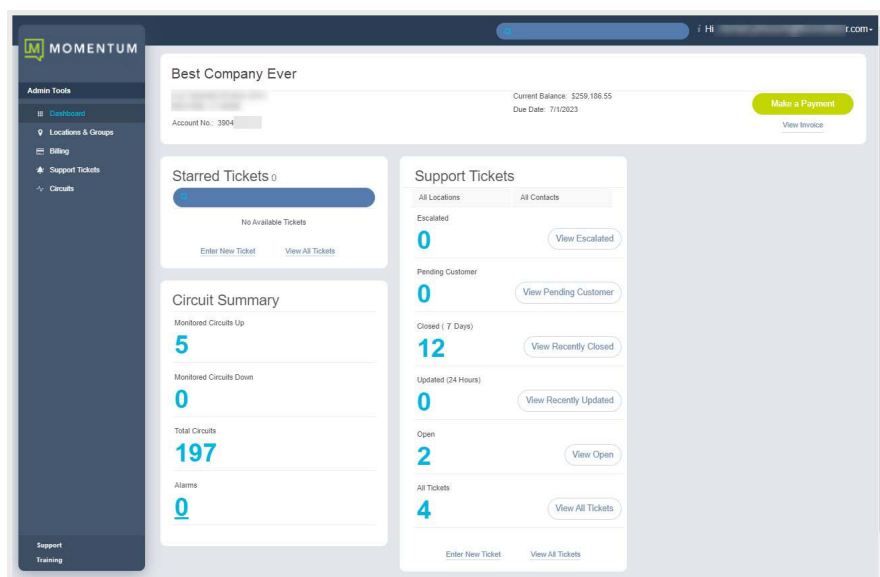 MOMENTUM
Hi
r.com
Admin Tools
Dashboard
Locations & Groups
Billing
Support Tickets
Circuits
Support
Training
Best Company Ever
Account No.: 3904
Current Balance: $259,186.55
Due Date: 7/1/2023
Make a Payment
View Invoice
Starred Tickets 0
No Available Tickets
Enter New Ticket View All Tickets
Circuit Summary
Monitored Circuits Up
5
Monitored Circuits Down
0
Total Circuits
197
Alarms
0
Support Tickets
All Locations All Contacts
Escalated
0 View Escalated
Pending Customer
0 View Pending Customer
Closed ( 7 Days)
12 View Recently Closed
Updated (24 Hours)
0 View Recently Updated
Open
2 View Open
All Tickets
4 View All Tickets
Enter New Ticket View All Tickets